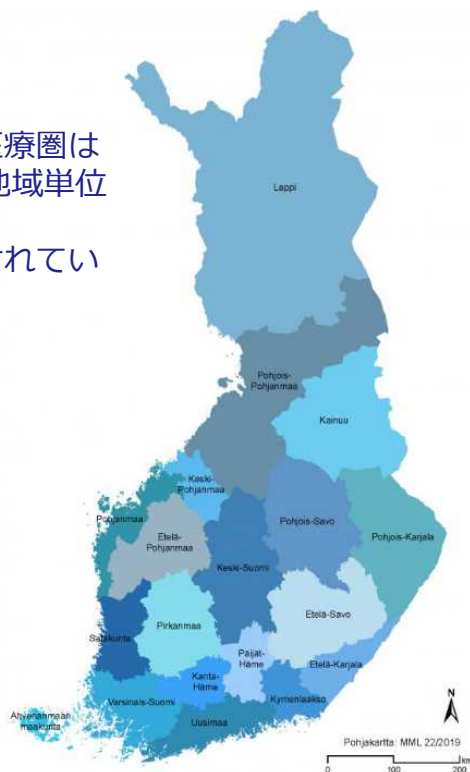 医療圏は
地域単位
れてい
Lappi
Pohjois-
Pohjanmaa
Kainuu
Keski-
Pohjanmaa
Pohjanmaa
Etelä-
Pohjanmaa
Pohjois-Savo
Pohjois-Karjala
Keski-Suomi
Etelä-Savo
Satakunta
Pirkanmaa
Päijät-
Häme
Etelä-Karjala
Kanta-
Häme
Kymenlaakso
Varsinais-Suomi
Uusimaa
Ahvenanmaan
maakunta
N
Pohjakartta: MML 22/2019
km
0 100 200